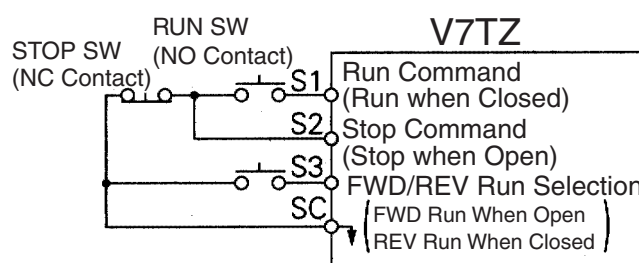 V7TZ
RUN SW
(NO Contact)
STOP SW
(NC Contact)
S1
Run Command
(Run when Closed)
S2
Stop Command
(Stop when Open)
S3
FWD/REV Run Selection
SC
(FWD Run When Open
REV Run When Closed)